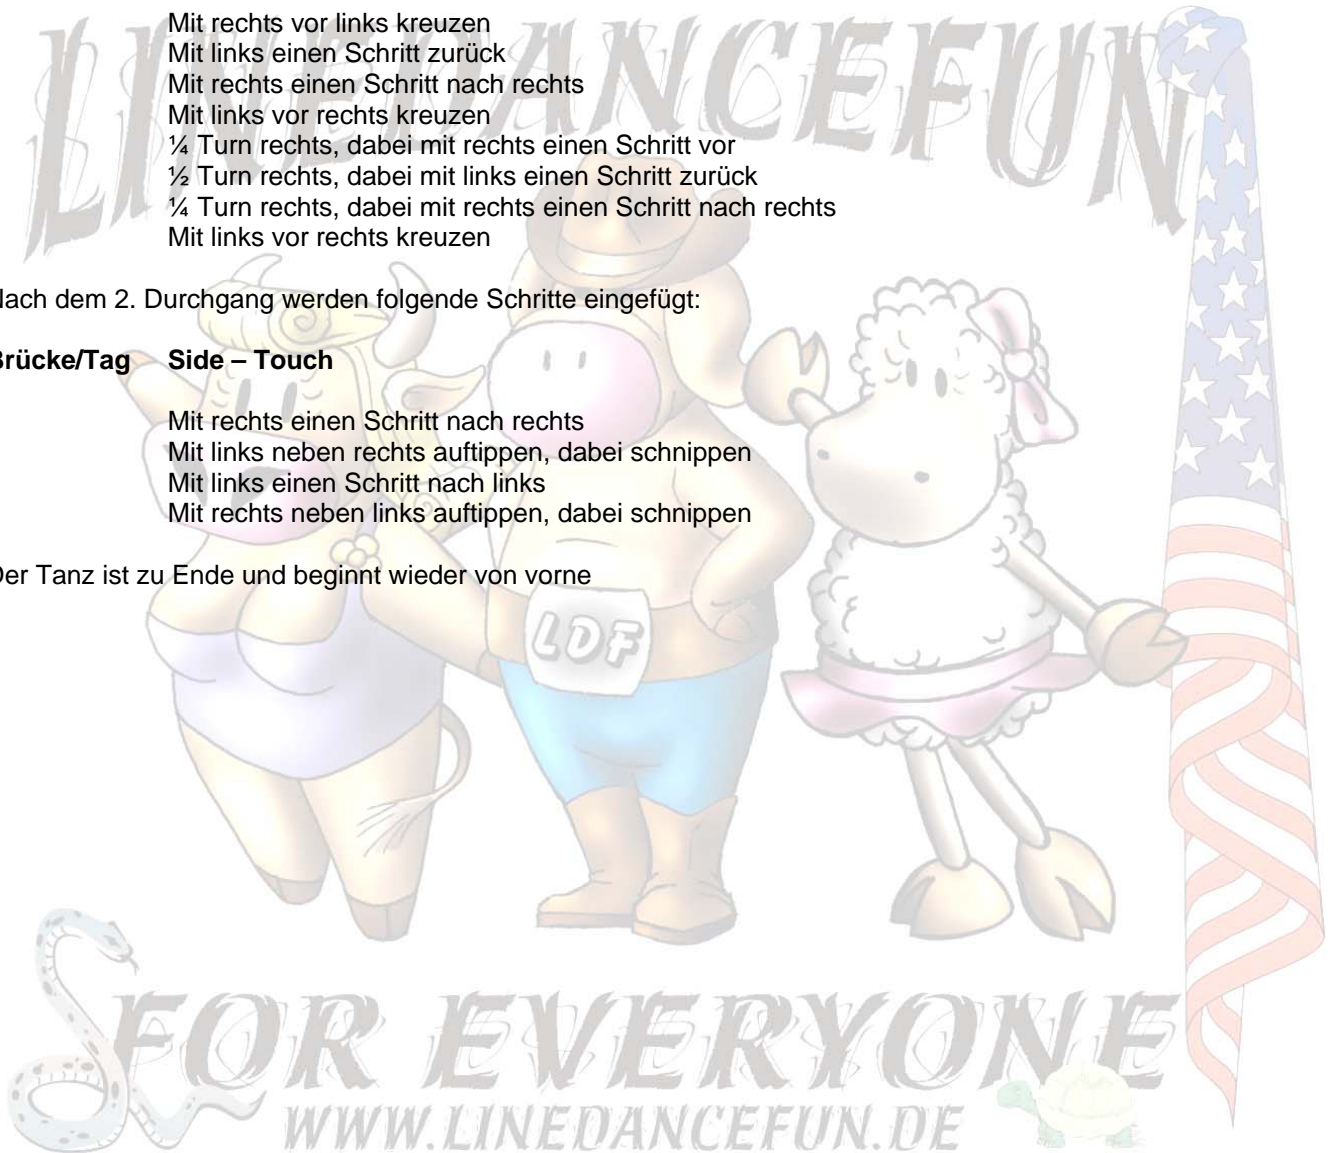 LINEDANCEFUN
Mit rechts vor links kreuzen
Mit links einen Schritt zurück
Mit rechts einen Schritt nach rechts
Mit links vor rechts kreuzen
¼ Turn rechts, dabei mit rechts einen Schritt vor
½ Turn rechts, dabei mit links einen Schritt zurück
¼ Turn rechts, dabei mit rechts einen Schritt nach rechts
Mit links vor rechts kreuzen
Nach dem 2. Durchgang werden folgende Schritte eingefügt:
Brücke/Tag Side – Touch
Mit rechts einen Schritt nach rechts
Mit links neben rechts auftippen, dabei schnippen
Mit links einen Schritt nach links
Mit rechts neben links auftippen, dabei schnippen
Der Tanz ist zu Ende und beginnt wieder von vorne
LDF
FOR EVERYONE
WWW.LINEDANCEFUN.DE